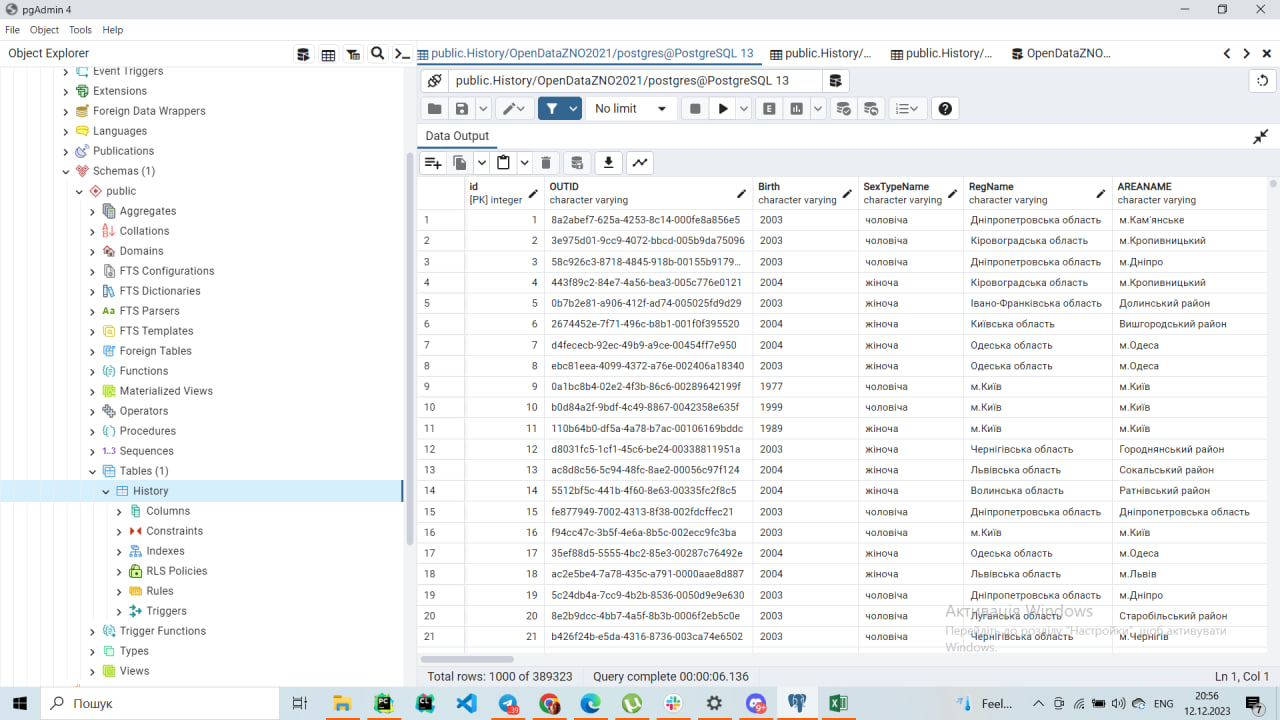 pgAdmin 4
File Object Tools Help
Object Explorer
public.History/OpenDataZNO2021/postgres@PostgreSQL 13 public.History/... public.History/... OpenDataZNO...
public.History/OpenDataZNO2021/postgres@PostgreSQL 13
No limit
Data Output
Event Triggers
Extensions
Foreign Data Wrappers
Languages
Publications
Schemas (1)
public
Aggregates
Collations
Domains
FTS Configurations
FTS Dictionaries
FTS Parsers
FTS Templates
Foreign Tables
Functions
Materialized Views
Operators
Procedures
1..3 Sequences
Tables (1)
History
Columns
Constraints
Indexes
RLS Policies
Rules
Triggers
Trigger Functions
Types
Views
id OUTID Birth SexTypeName RegName AREANAME
[PK] integer character varying character varying character varying character varying character varying
1 1 8a2abef7-625a-4253-8c14-000fe8a856e5 2003 чоловіча Дніпропетровська область м.Кам'янське
2 2 3e975d01-9cc9-4072-bbcd-005b9da75096 2003 чоловіча Кіровоградська область м.Кропивницький
3 3 58c926c3-8718-4845-918b-00155b9179... 2003 чоловіча Дніпропетровська область м.Дніпро
4 4 443f89c2-84e7-4a56-bea3-005c776e0121 2004 жіноча Кіровоградська область м.Кропивницький
5 5 0b7b2e81-a906-412f-ad74-005025fd9d29 2003 жіноча Івано-Франківська область Долинський район
6 6 2674452e-7f71-496c-b8b1-001f0f395520 2004 жіноча Київська область Вишгородський район
7 7 d4fececb-92ec-49b9-a9ce-00454ff7e950 2004 жіноча Одеська область м.Одеса
8 8 ebc81eea-4099-4372-a76e-002406a18340 2003 жіноча Одеська область м.Одеса
9 9 0a1bc8b4-02e2-4f3b-86c6-00289642199f 1977 чоловіча м.Київ м.Київ
10 10 b0d84a2f-9bdf-4c49-8867-0042358e635f 1999 чоловіча м.Київ м.Київ
11 11 110b64b0-df5a-4a78-b7ac-00106169bddc 1989 жіноча м.Київ м.Київ
12 12 d8031fc5-1cf1-45c6-be24-00338811951a 2003 жіноча Чернігівська область Городнянський район
13 13 ac8d8c56-5c94-48fc-8ae2-00056c97f124 2004 жіноча Львівська область Сокальський район
14 14 5512bf5c-441b-4f60-8e63-00335fc2f8c5 2004 жіноча Волинська область Ратнівський район
15 15 fe877949-7002-4313-8f38-002fdcffec21 2003 чоловіча Дніпропетровська область Дніпропетровська область
16 16 f94cc47c-3b5f-4e6a-8b5c-002ecc9fc3ba 2003 чоловіча м.Київ м.Київ
17 17 35ef88d5-5555-4bc2-85e3-00287c76492e 2004 жіноча Одеська область м.Одеса
18 18 ac2e5be4-7a78-435c-a791-0000aae8d887 2004 жіноча Львівська область м.Львів
19 19 5c24db4a-7cc9-4b2b-8536-0050d9e9e630 2003 чоловіча Дніпропетровська область м.Дніпро
20 20 8e2b9dcc-4bb7-4a5f-8b3b-0006f2eb5c0e 2003 чоловіча Луганська область Старобільський район
21 21 b426f24b-e5da-4316-8736-003ca74e6502 2003 чоловіча Чернігівська область м.Чернігів
Активація Windows
Перейдіть до розділу "Настройки", щоб активувати
Windows.
Total rows: 1000 of 389323 Query complete 00:00:06.136 Ln 1, Col 1
Пошук 39 9+ Feel... ENG 20:56
12.12.2023 7